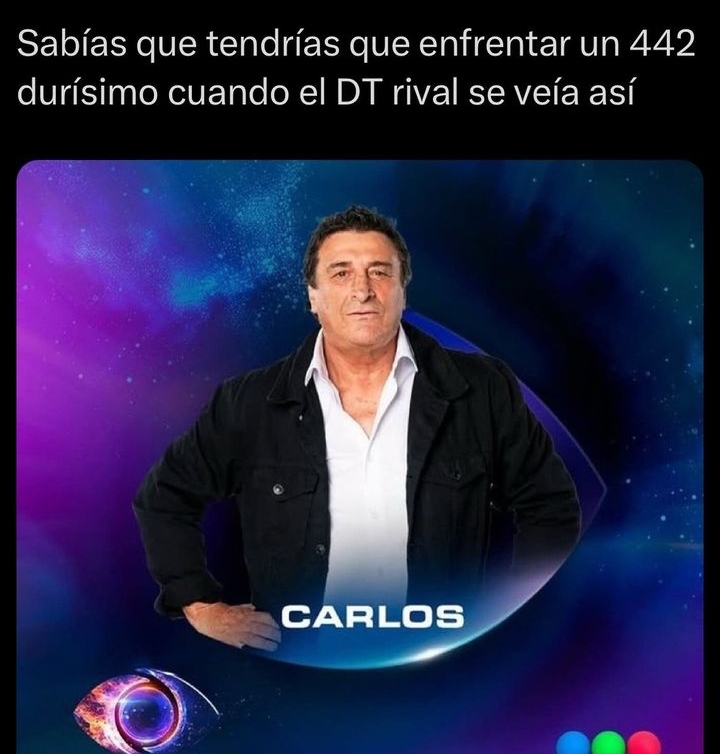 Sabías que tendrías que enfrentar un 442
durísimo cuando el DT rival se veía así
CARLOS